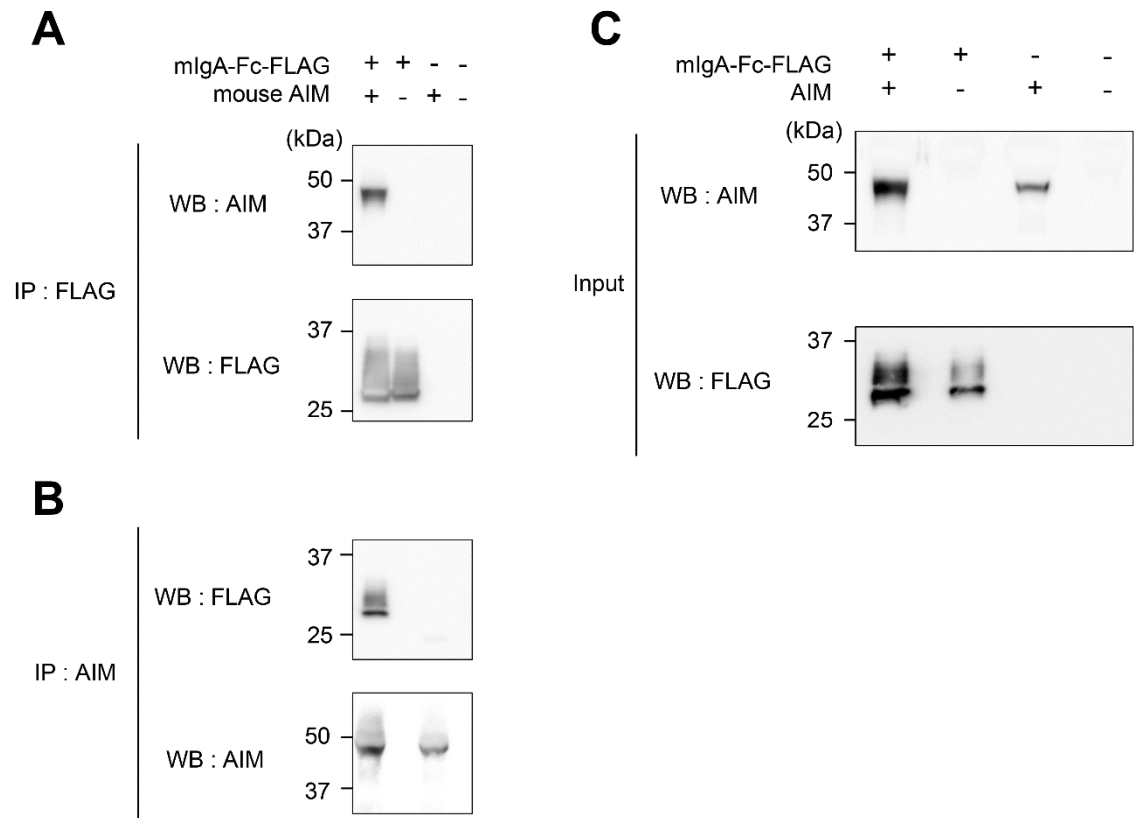 A
mIgA-Fc-FLAG + + - -
mouse AIM + - + -
(kDa)
IP : FLAG
WB : AIM
50
37
WB : FLAG
37
25
B
IP : AIM
WB : FLAG
37
25
WB : AIM
50
37
C
mIgA-Fc-FLAG + + - -
AIM + - + -
(kDa)
Input
WB : AIM
50
37
WB : FLAG
37
25